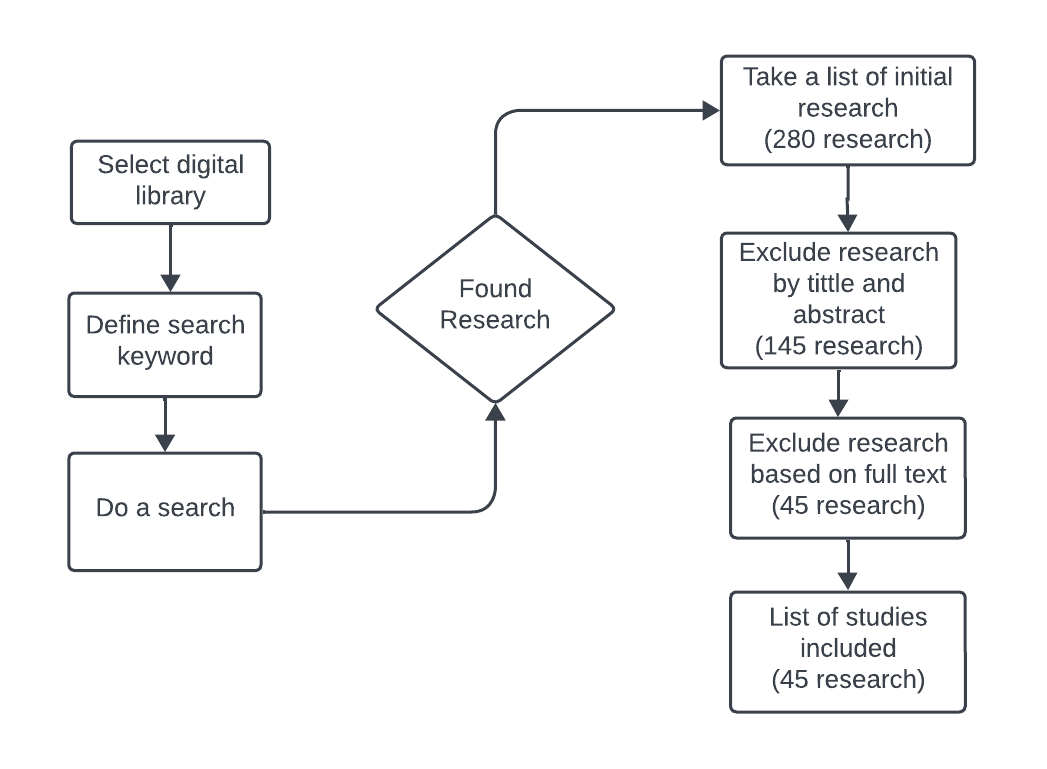 Select digital
library
Define search
keyword
Do a search
Found
Research
Take a list of initial
research
(280 research)
Exclude research
by tittle and
abstract
(145 research)
Exclude research
based on full text
(45 research)
List of studies
included
(45 research)